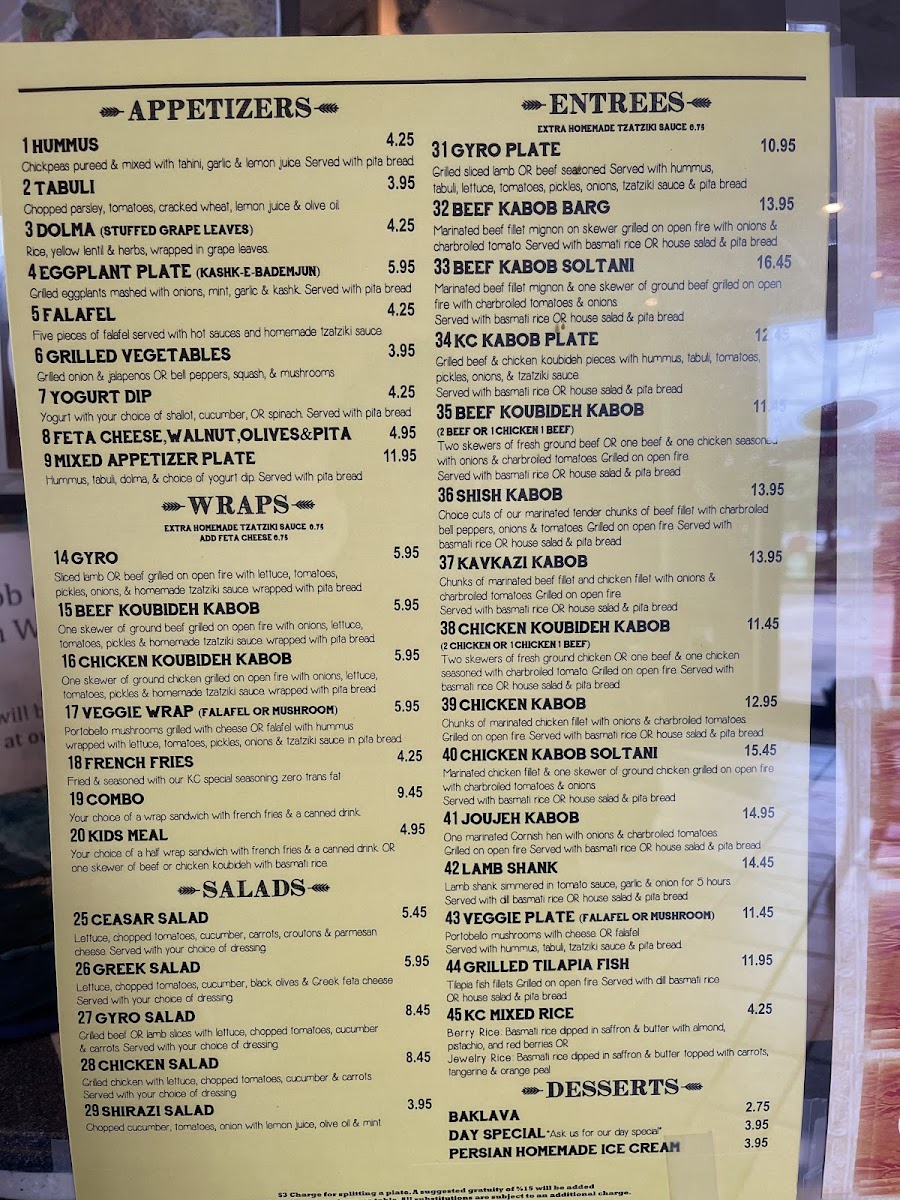 APPETIZERS
1 HUMMUS 4.25
Chickpeas pureed & mixed with tahini, garlic & lemon juice. Served with pita bread
2 TABULI 3.95
Chopped parsley, tomatoes, cracked wheat, lemon juice & olive oil
3 DOLMA (STUFFED GRAPE LEAVES) 4.25
Rice, yellow lentil & herbs, wrapped in grape leaves.
4 EGGPLANT PLATE (KASHK-E-BADEMJUN) 5.95
Grilled eggplants mashed with onions, mint, garlic & kashk. Served with pita bread
5 FALAFEL 4.25
Five pieces of falafel served with hot sauces and homemade tzatziki sauce
6 GRILLED VEGETABLES 3.95
Grilled onion & jalapenos OR bell peppers, squash, & mushrooms
7 YOGURT DIP 4.25
Yogurt with your choice of shallot, cucumber, OR spinach. Served with pita bread
8 FETA CHEESE,WALNUT,OLIVES&PITA 4.95
9 MIXED APPETIZER PLATE 11.95
Hummus, tabuli, dolma, & choice of yogurt dip. Served with pita bread
WRAPS
EXTRA HOMEMADE TZATZIKI SAUCE 0.75
ADD FETA CHEESE 0.75
14 GYRO 5.95
Sliced lamb OR beef grilled on open fire with lettuce, tomatoes,
pickles, onions, & homemade tzatziki sauce. wrapped with pita bread
15 BEEF KOUBIDEH KABOB 5.95
One skewer of ground beef grilled on open fire with onions, lettuce,
tomatoes, pickles & homemade tzatziki sauce. wrapped with pita bread
16 CHICKEN KOUBIDEH KABOB 5.95
One skewer of ground chicken grilled on open fire with onions, lettuce,
tomatoes, pickles & homemade tzatziki sauce. wrapped with pita bread
17 VEGGIE WRAP (FALAFEL OR MUSHROOM) 5.95
Portobello mushrooms grilled with cheese OR falafel with hummus
wrapped with lettuce, tomatoes, pickles, onions & tzatziki sauce in pita bread.
18 FRENCH FRIES 4.25
Fried & seasoned with our KC special seasoning. zero trans fat
19 COMBO 9.45
Your choice of a wrap sandwich with french fries & a canned drink.
20 KIDS MEAL 4.95
Your choice of a half wrap sandwich with french fries & a canned drink. OR
one skewer of beef or chicken koubideh with basmati rice.
SALADS
25 CEASAR SALAD 5.45
Lettuce, chopped tomatoes, cucumber, carrots, croutons & parmesan
cheese. Served with your choice of dressing.
26 GREEK SALAD 5.95
Lettuce, chopped tomatoes, cucumber, black olives & Greek feta cheese
Served with your choice of dressing.
27 GYRO SALAD 8.45
Grilled beef OR lamb slices with lettuce, chopped tomatoes, cucumber
& carrots. Served with your choice of dressing.
28 CHICKEN SALAD 8.45
Grilled chicken with lettuce, chopped tomatoes, cucumber & carrots.
Served with your choice of dressing.
29 SHIRAZI SALAD 3.95
Chopped cucumber, tomatoes, onion with lemon juice, olive oil & mint.
ENTREES
EXTRA HOMEMADE TZATZIKI SAUCE 0.75
31 GYRO PLATE 10.95
Grilled sliced lamb OR beef seasoned. Served with hummus,
tabuli, lettuce, tomatoes, pickles, onions, tzatziki sauce & pita bread
32 BEEF KABOB BARG 13.95
Marinated beef fillet mignon on skewer grilled on open fire with onions &
charbroiled tomato. Served with basmati rice OR house salad & pita bread
33 BEEF KABOB SOLTANI 16.45
Marinated beef fillet mignon & one skewer of ground beef grilled on open
fire with charbroiled tomatoes & onions
Served with basmati rice OR house salad & pita bread
34 KC KABOB PLATE 12.45
Grilled beef & chicken koubideh pieces with hummus, tabuli, tomatoes,
pickles, onions, & tzatziki sauce.
Served with basmati rice OR house salad & pita bread
35 BEEF KOUBIDEH KABOB 11.45
(2 BEEF OR 1 CHICKEN 1 BEEF)
Two skewers of fresh ground beef OR one beef & one chicken seasoned
with onions & charbroiled tomatoes. Grilled on open fire.
Served with basmati rice OR house salad & pita bread
36 SHISH KABOB 13.95
Choice cuts of our marinated tender chunks of beef fillet with charbroiled
bell peppers, onions & tomatoes. Grilled on open fire. Served with
basmati rice OR house salad & pita bread
37 KAVKAZI KABOB 13.95
Chunks of marinated beef fillet and chicken fillet with onions &
charbroiled tomatoes. Grilled on open fire.
Served with basmati rice OR house salad & pita bread
38 CHICKEN KOUBIDEH KABOB 11.45
(2 CHICKEN OR 1 CHICKEN 1 BEEF)
Two skewers of fresh ground chicken OR one beef & one chicken
seasoned with charbroiled tomato. Grilled on open fire. Served with
basmati rice OR house salad & pita bread
39 CHICKEN KABOB 12.95
Chunks of marinated chicken fillet with onions & charbroiled tomatoes.
Grilled on open fire. Served with basmati rice OR house salad & pita bread
40 CHICKEN KABOB SOLTANI 15.45
Marinated chicken fillet & one skewer of ground chicken grilled on open fire
with charbroiled tomatoes & onions
Served with basmati rice OR house salad & pita bread
41 JOUJEH KABOB 14.95
One marinated Cornish hen with onions & charbroiled tomatoes.
Grilled on open fire. Served with basmati rice OR house salad & pita bread
42 LAMB SHANK 14.45
Lamb shank simmered in tomato sauce, garlic & onion for 5 hours.
Served with dill basmati rice OR house salad & pita bread
43 VEGGIE PLATE (FALAFEL OR MUSHROOM) 11.45
Portobello mushrooms with cheese OR falafel
Served with hummus, tabuli, tzatziki sauce & pita bread
44 GRILLED TILAPIA FISH 11.95
Tilapia fish fillets Grilled on open fire. Served with dill basmati rice
OR house salad & pita bread
45 KC MIXED RICE 4.25
Berry Rice: Basmati rice dipped in saffron & butter with almond,
pistachio, and red berries OR
Jewelry Rice: Basmati rice dipped in saffron & butter topped with carrots,
tangerine & orange peal
DESSERTS
BAKLAVA 2.75
DAY SPECIAL "Ask us for our day special" 3.95
PERSIAN HOMEMADE ICE CREAM 3.95
$3 Charge for splitting a plate. A suggested gratuity of %15 will be added
table. All substitutions are subject to an additional charge.
will b
at ou